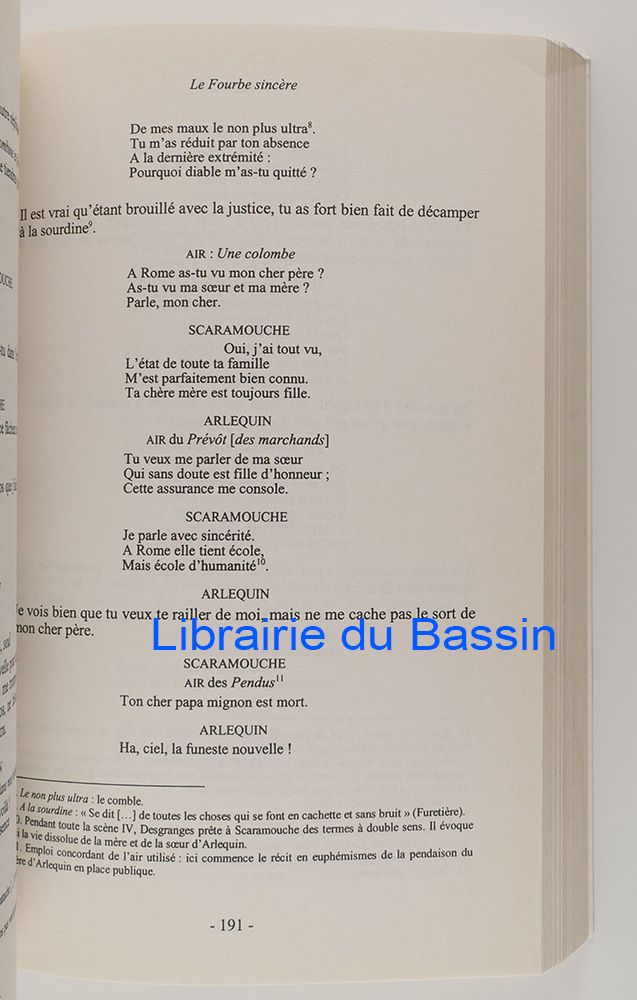 Le Fourbe sincère
De mes maux le non plus ultra⁸.
Tu m'as réduit par ton absence
A la dernière extrémité :
Pourquoi diable m'as-tu quitté ?
Il est vrai qu'étant brouillé avec la justice, tu as fort bien fait de décamper
à la sourdine⁹.
AIR : Une colombe
A Rome as-tu vu mon cher père ?
As-tu vu ma sœur et ma mère ?
Parle, mon cher.
SCARAMOUCHE
Oui, j'ai tout vu,
L'état de toute ta famille
M'est parfaitement bien connu.
Ta chère mère est toujours fille.
ARLEQUIN
AIR du Prévôt [des marchands]
Tu veux me parler de ma sœur
Qui sans doute est fille d'honneur ;
Cette assurance me console.
SCARAMOUCHE
Je parle avec sincérité.
A Rome elle tient école,
Mais école d'humanité¹⁰.
ARLEQUIN
Je vois bien que tu veux te railler de moi, mais ne me cache pas le sort de
mon cher père.
Librairie du Bassin
SCARAMOUCHE
AIR des Pendus¹¹
Ton cher papa mignon est mort.
ARLEQUIN
Ha, ciel, la funeste nouvelle !
. Le non plus ultra : le comble.
. A la sourdine : « Se dit [...] de toutes les choses qui se font en cachette et sans bruit » (Furetière).
0. Pendant toute la scène IV, Desgranges prête à Scaramouche des termes à double sens. Il évoque
i la vie dissolue de la mère et de la sœur d'Arlequin.
1. Emploi concordant de l'air utilisé : ici commence le récit en euphémismes de la pendaison du
ère d'Arlequin en place publique.
- 191 -